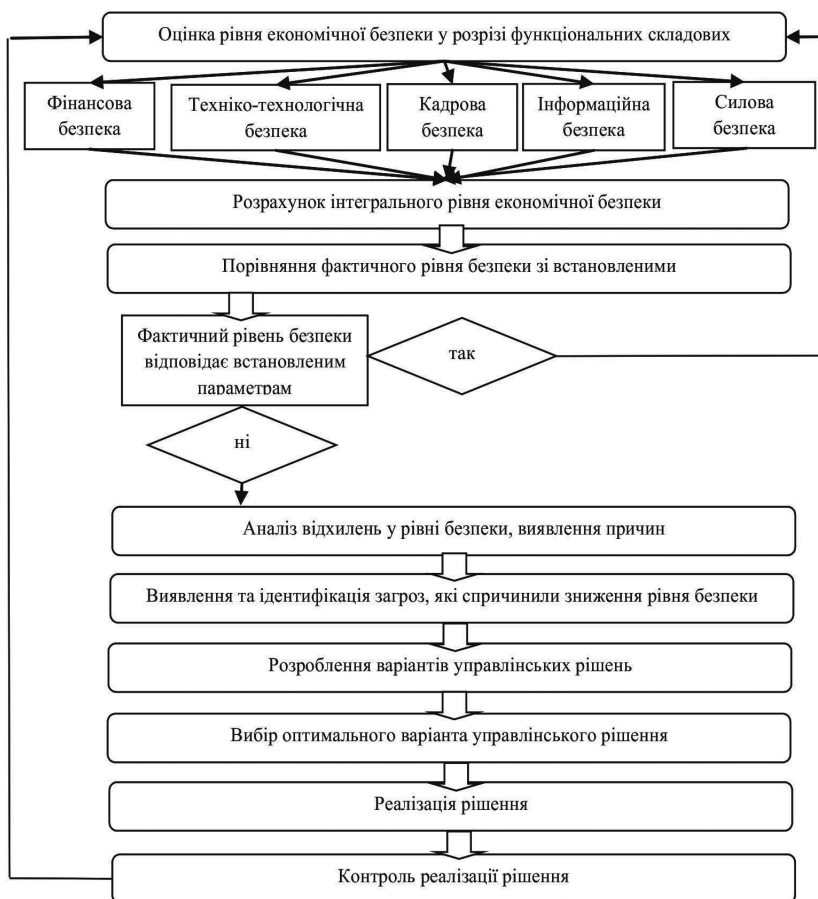 Оцінка рівня економічної безпеки у розрізі функціональних складових
Фінансова
безпека
Техніко-технологічна
безпека
Кадрова
безпека
Інформаційна
безпека
Силова
безпека
Розрахунок інтегрального рівня економічної безпеки
Порівняння фактичного рівня безпеки зі встановленими
Фактичний рівень безпеки
відповідає встановленим
параметрам
так
ні
Аналіз відхилень у рівні безпеки, виявлення причин
Виявлення та ідентифікація загроз, які спричинили зниження рівня безпеки
Розроблення варіантів управлінських рішень
Вибір оптимального варіанта управлінського рішення
Реалізація рішення
Контроль реалізації рішення